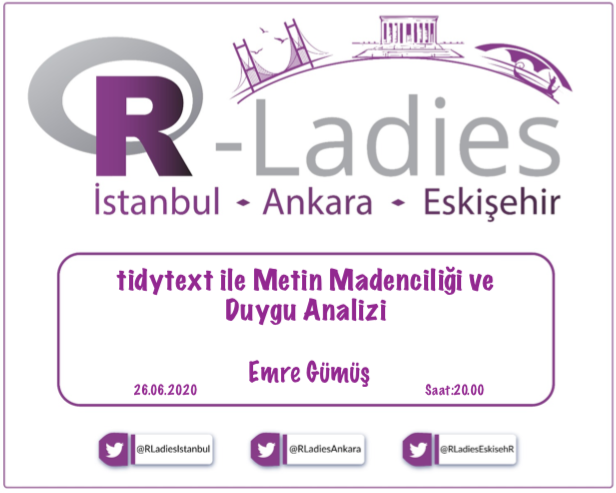 R-Ladies
İstanbul • Ankara • Eskişehir
tidytext ile Metin Madenciliği ve
Duygu Analizi
Emre Gümüş
26.06.2020
Saat:20.00
@RLadiesIstanbul
@RLadiesAnkara
@RLadiesEskisehR